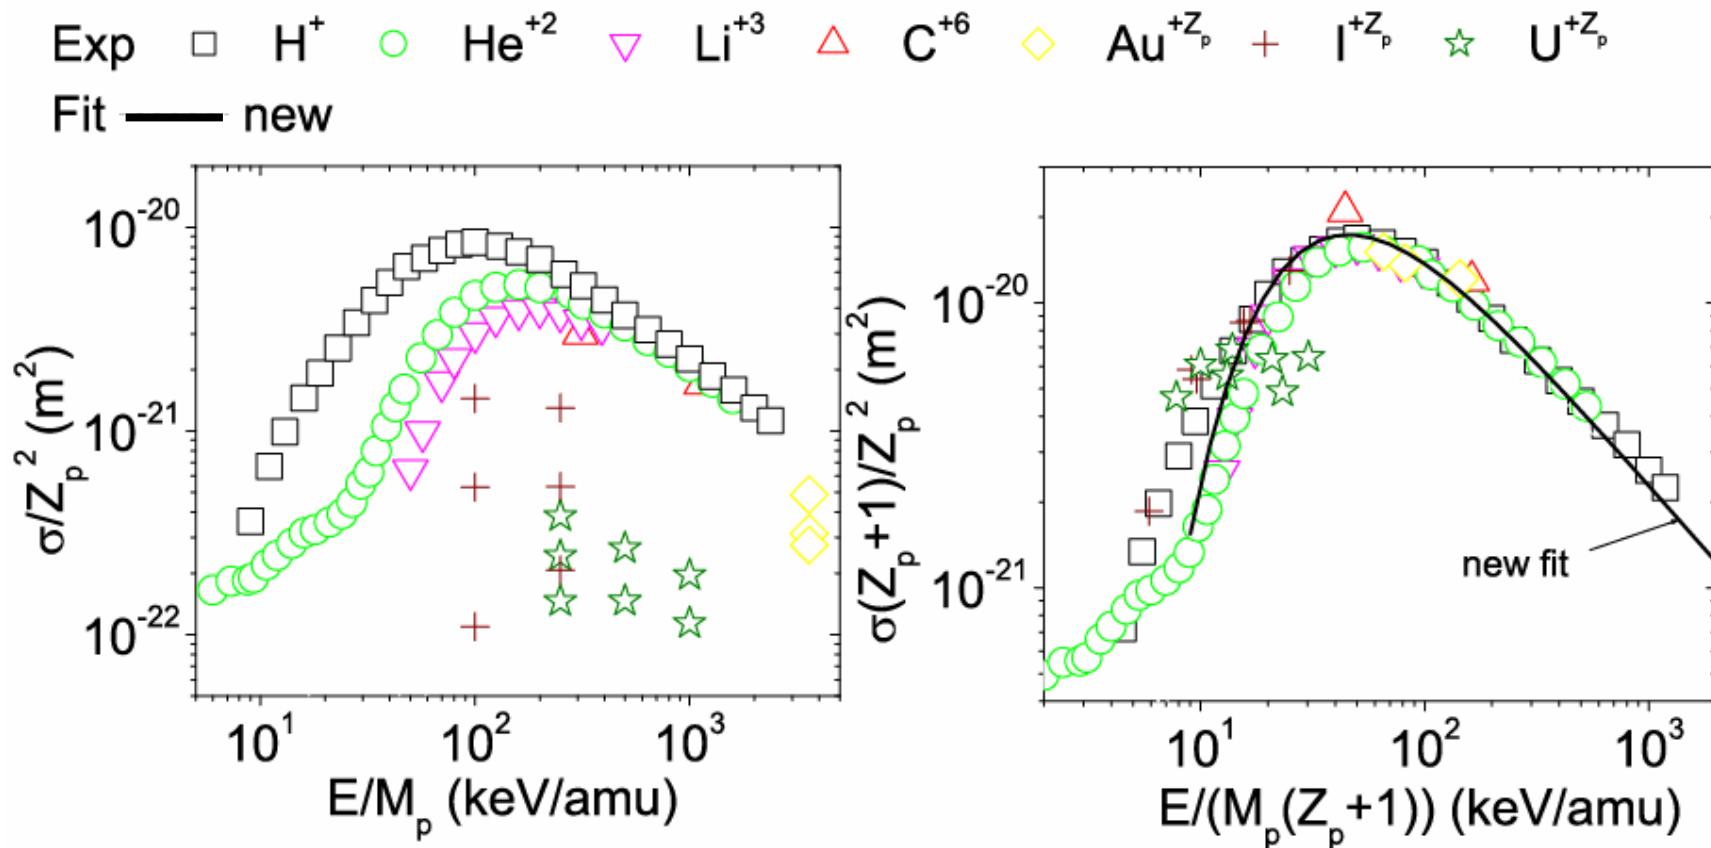 Exp □ H⁺ ○ He⁺² ▽ Li⁺³ △ C⁺⁶ ◇ Au⁺ᶻₚ + I⁺ᶻₚ ☆ U⁺ᶻₚ
Fit — new
σ/Zₚ² (m²)
10⁻²⁰
10⁻²¹
10⁻²²
10¹ 10² 10³
E/Mₚ (keV/amu)
σ(Zₚ+1)/Zₚ² (m²)
10⁻²⁰
10⁻²¹
new fit
10¹ 10² 10³
E/(Mₚ(Zₚ+1)) (keV/amu)